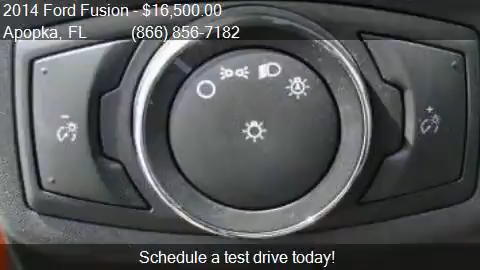 2014 Ford Fusion - $16,500.00
Apopka, FL (866) 856-7182
Schedule a test drive today!